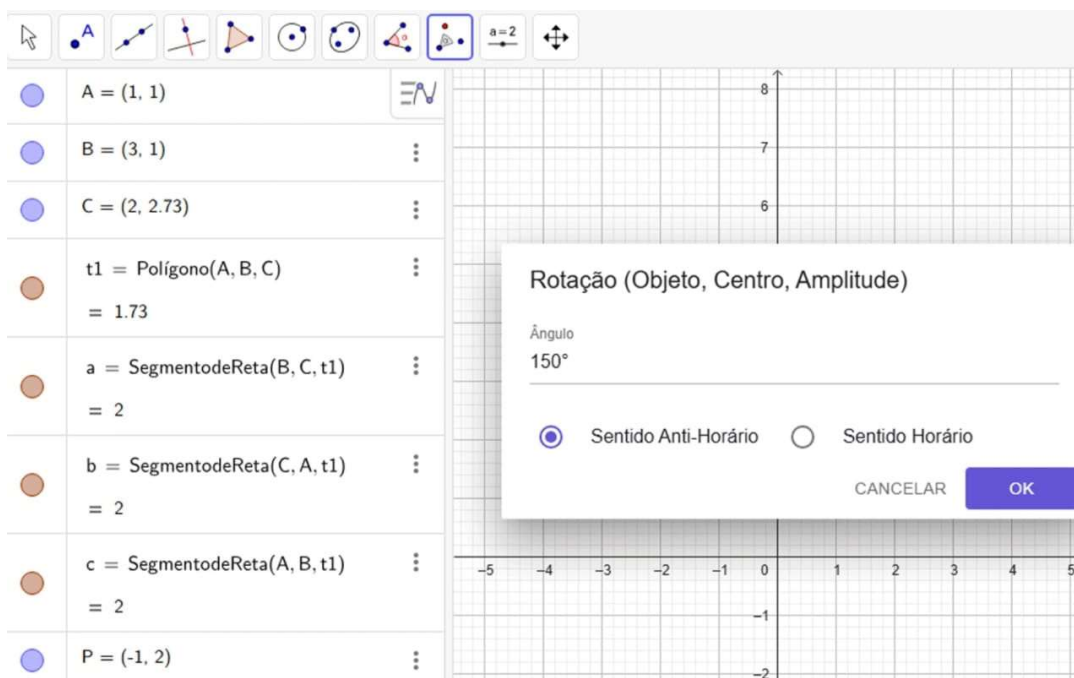 A
a
a=2
A = (1, 1)
B = (3, 1)
C = (2, 2.73)
t1 = Polígono(A, B, C)
= 1.73
a = SegmentodeReta(B, C, t1)
= 2
b = SegmentodeReta(C, A, t1)
= 2
c = SegmentodeReta(A, B, t1)
= 2
P = (-1, 2)
8
7
6
Rotação (Objeto, Centro, Amplitude)
Ângulo
150°
Sentido Anti-Horário Sentido Horário
CANCELAR OK
–5 –4 –3 –2 –1 0 1 2 3 4 5
–1
–2